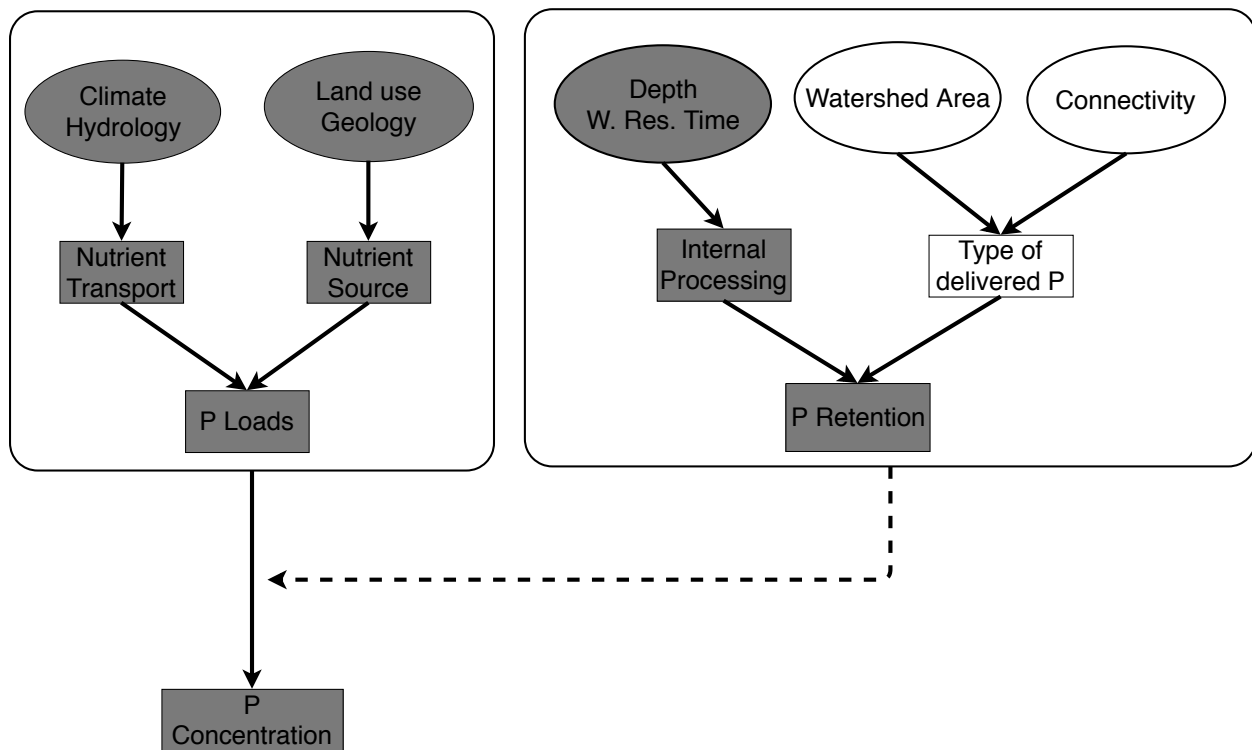 Climate
Hydrology
Land use
Geology
Nutrient
Transport
Nutrient
Source
P Loads
Depth
W. Res. Time
Watershed Area
Connectivity
Internal
Processing
Type of
delivered P
P Retention
P
Concentration